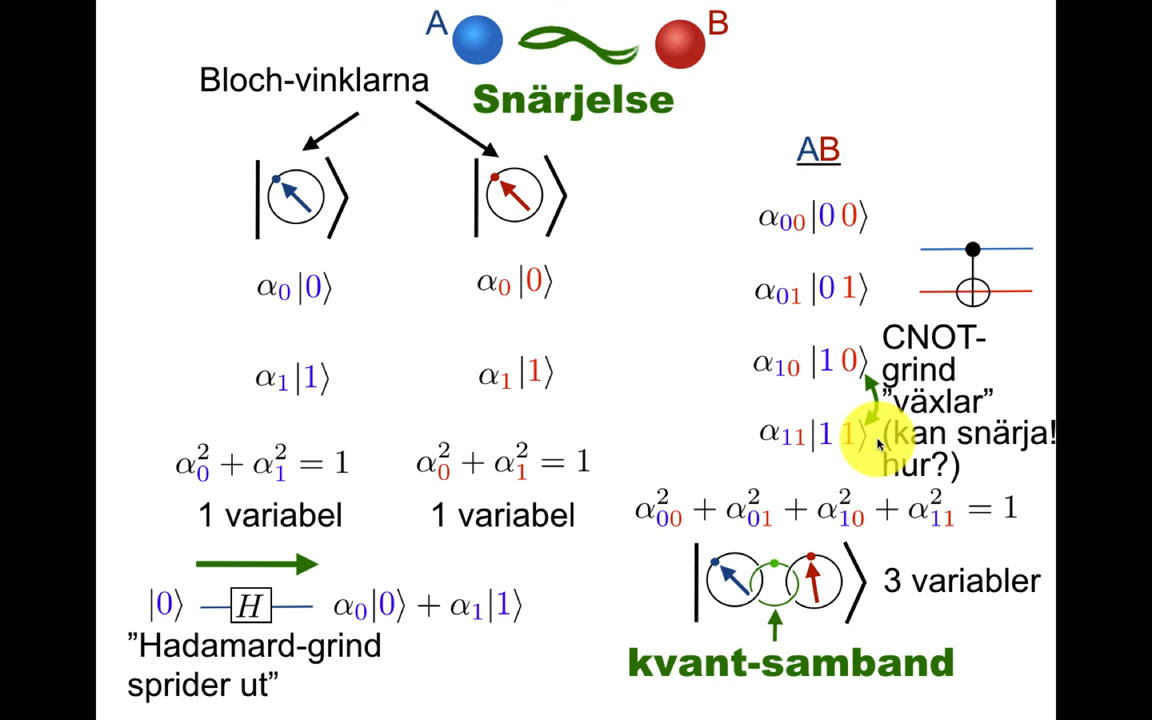 A B
Snärjelse
Bloch-vinklarna
AB
α₀|0⟩
α₀|0⟩
α₁|1⟩
α₁|1⟩
α₀² + α₁² = 1
α₀² + α₁² = 1
1 variabel
1 variabel
|0⟩ H α₀|0⟩ + α₁|1⟩
”Hadamard-grind
sprider ut”
α₀₀|0 0⟩
α₀₁|0 1⟩
α₁₀|1 0⟩
α₁₁|1 1⟩
CNOT-
grind
”växlar”
(kan snärja!
hur?)
α₀₀² + α₀₁² + α₁₀² + α₁₁² = 1
3 variabler
kvant-samband